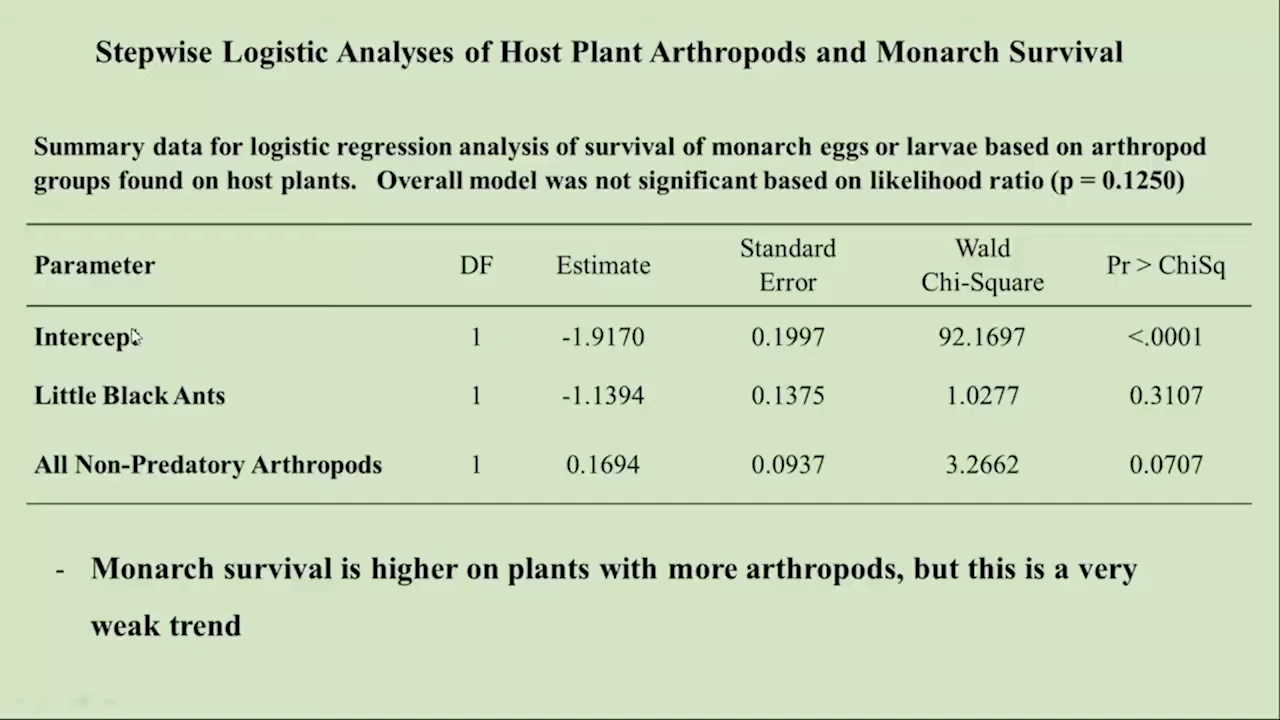 Stepwise Logistic Analyses of Host Plant Arthropods and Monarch Survival
Summary data for logistic regression analysis of survival of monarch eggs or larvae based on arthropod
groups found on host plants. Overall model was not significant based on likelihood ratio (p = 0.1250)
Parameter DF Estimate Standard Error Wald Chi-Square Pr > ChiSq
Intercept 1 -1.9170 0.1997 92.1697 <.0001
Little Black Ants 1 -1.1394 0.1375 1.0277 0.3107
All Non-Predatory Arthropods 1 0.1694 0.0937 3.2662 0.0707
- Monarch survival is higher on plants with more arthropods, but this is a very
weak trend